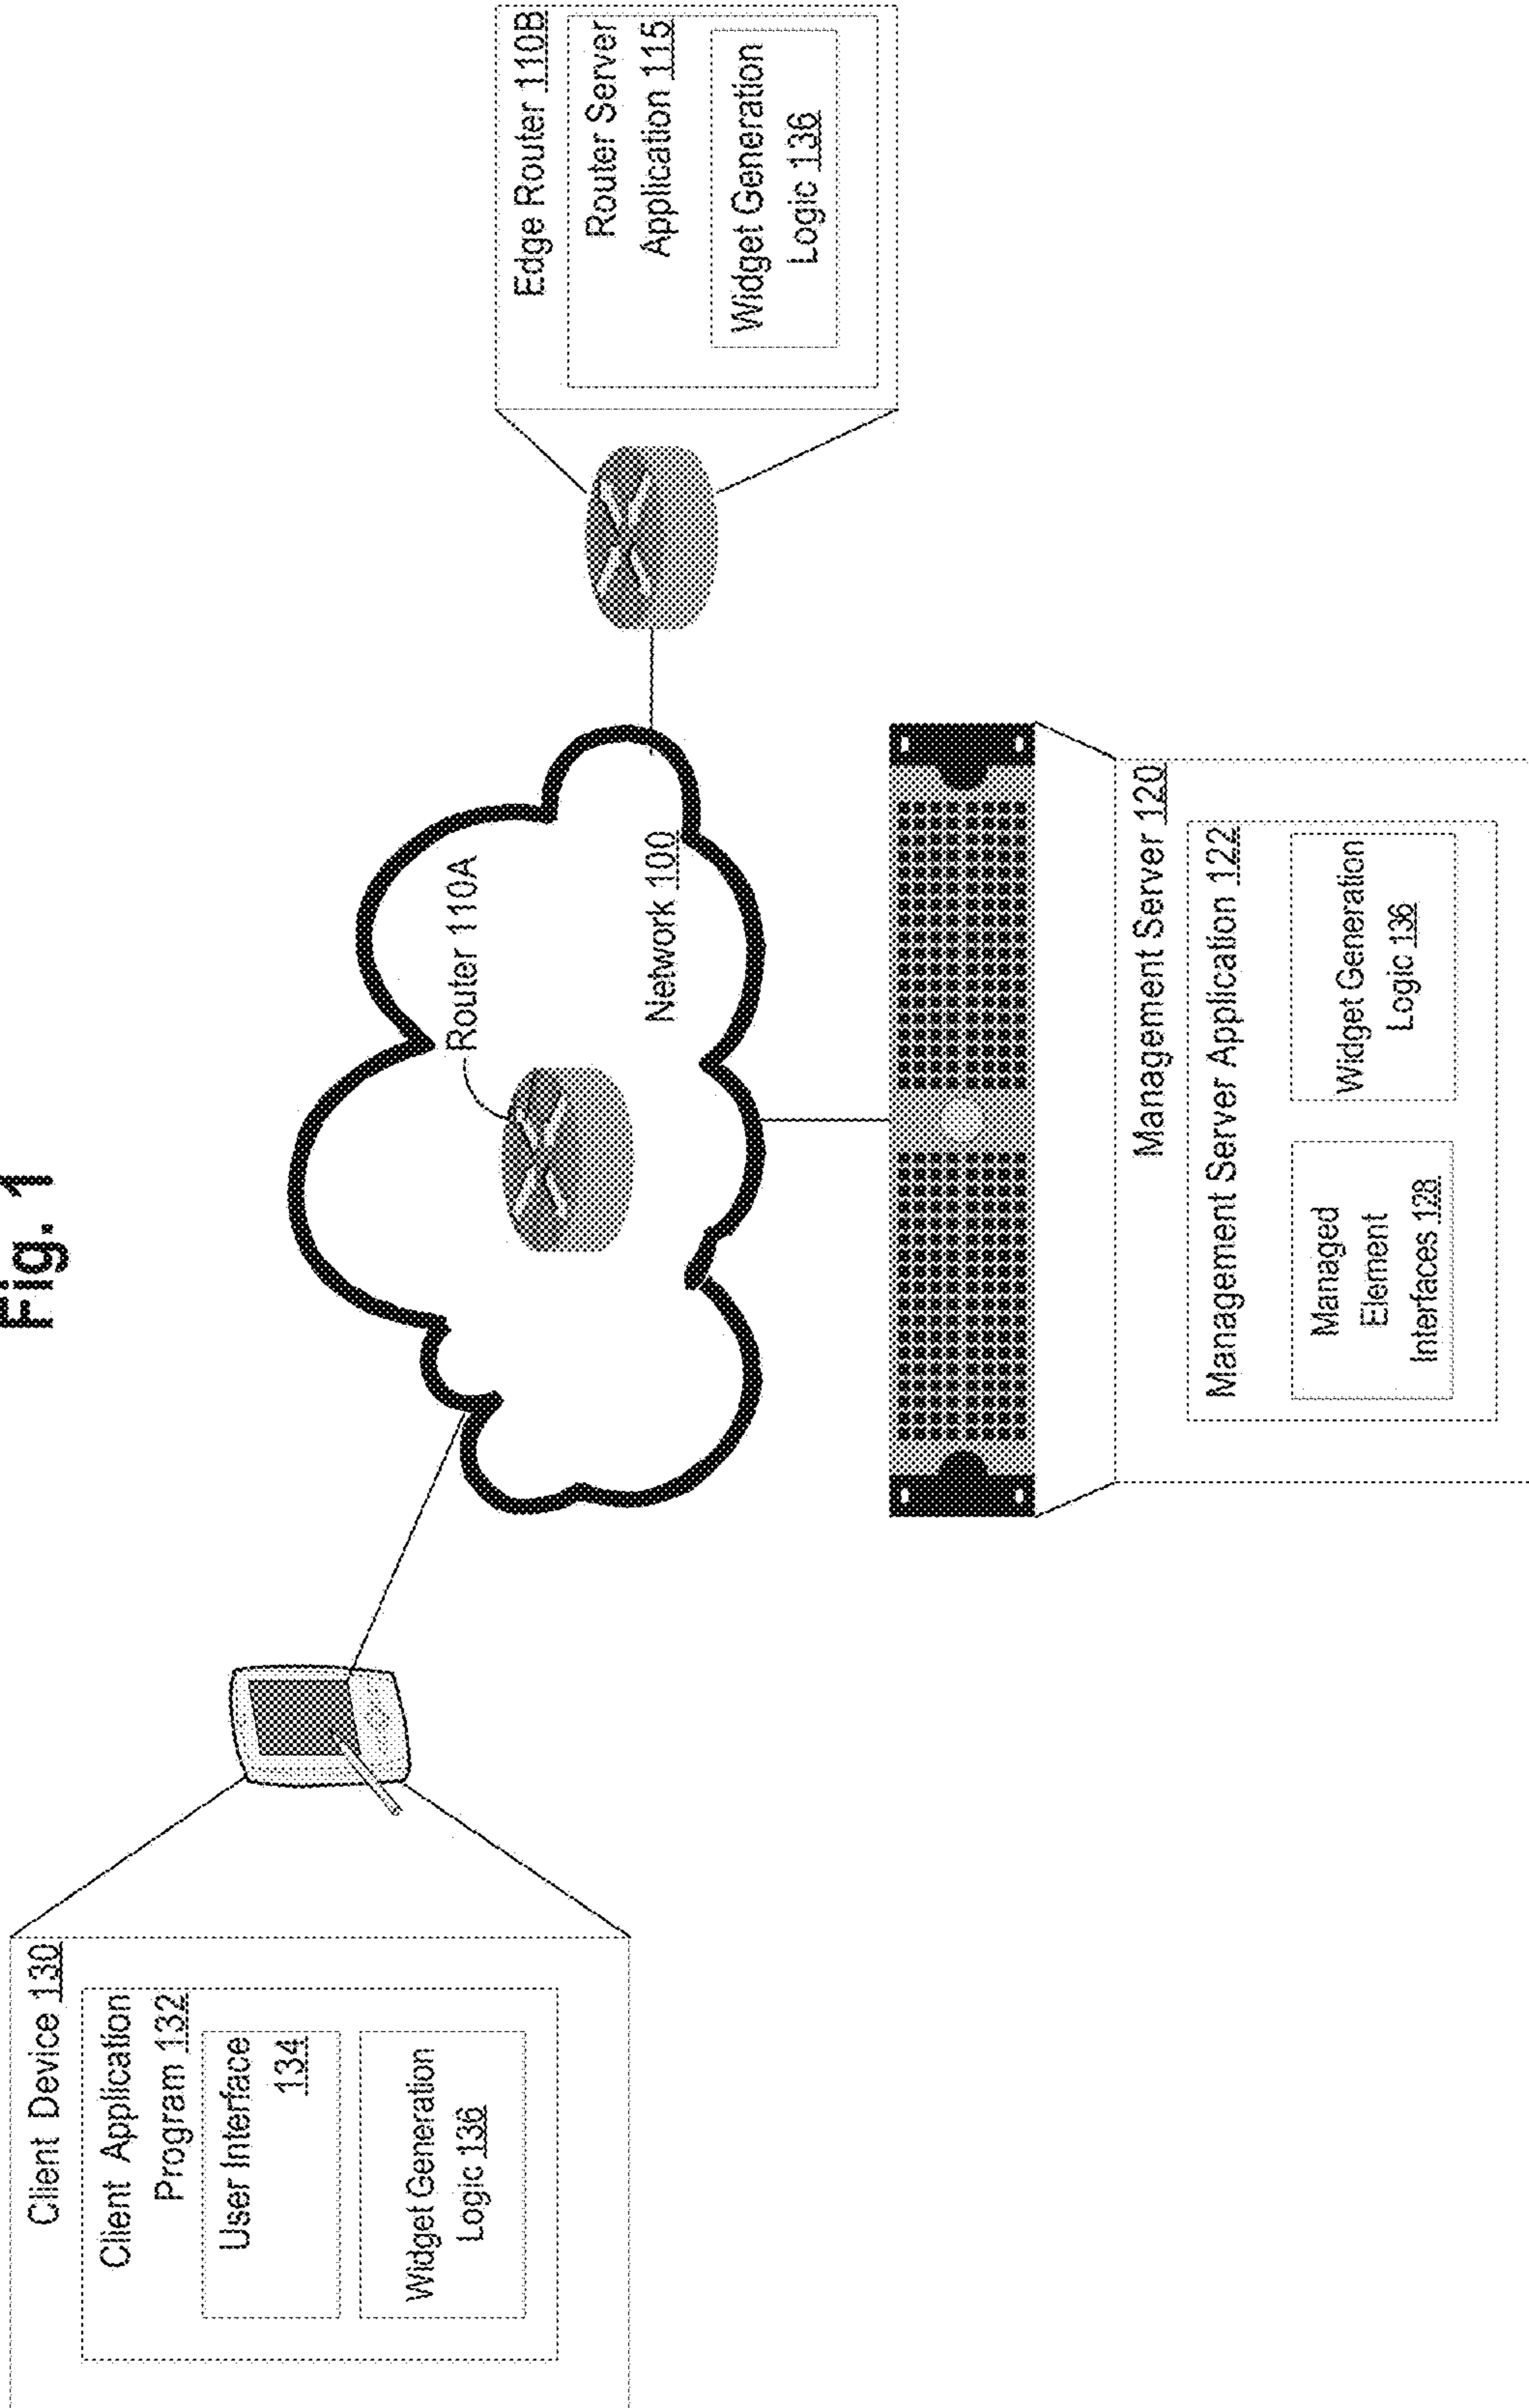 Fig. 1
Client Device 130
Client Application
Program 132
User Interface
134
Widget Generation
Logic 136
Router 110A
Network 100
Edge Router 110B
Router Server
Application 115
Widget Generation
Logic 136
Management Server 120
Management Server Application 122
Managed
Element
Interfaces 128
Widget Generation
Logic 136